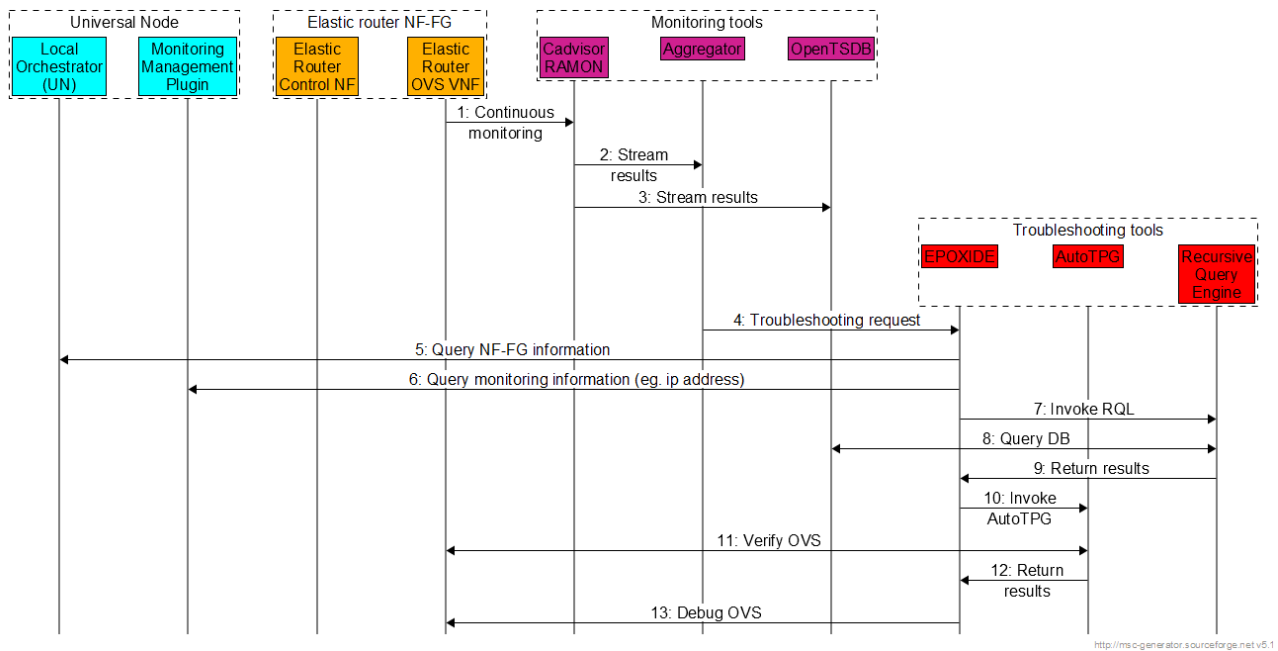 Universal Node
Elastic router NF-FG
Monitoring tools
Local
Orchestrator
(UN)
Monitoring
Management
Plugin
Elastic
Router
Control NF
Elastic
Router
OVS VNF
Cadvisor
RAMON
Aggregator
OpenTSDB
1: Continuous
monitoring
2: Stream
results
3: Stream results
Troubleshooting tools
EPOXIDE
AutoTPG
Recursive
Query
Engine
4: Troubleshooting request
5: Query NF-FG information
6: Query monitoring information (eg. ip address)
7: Invoke RQL
8: Query DB
9: Return results
10: Invoke
AutoTPG
11: Verify OVS
12: Return
results
13: Debug OVS
http://msc-generator.sourceforge.net v5.1